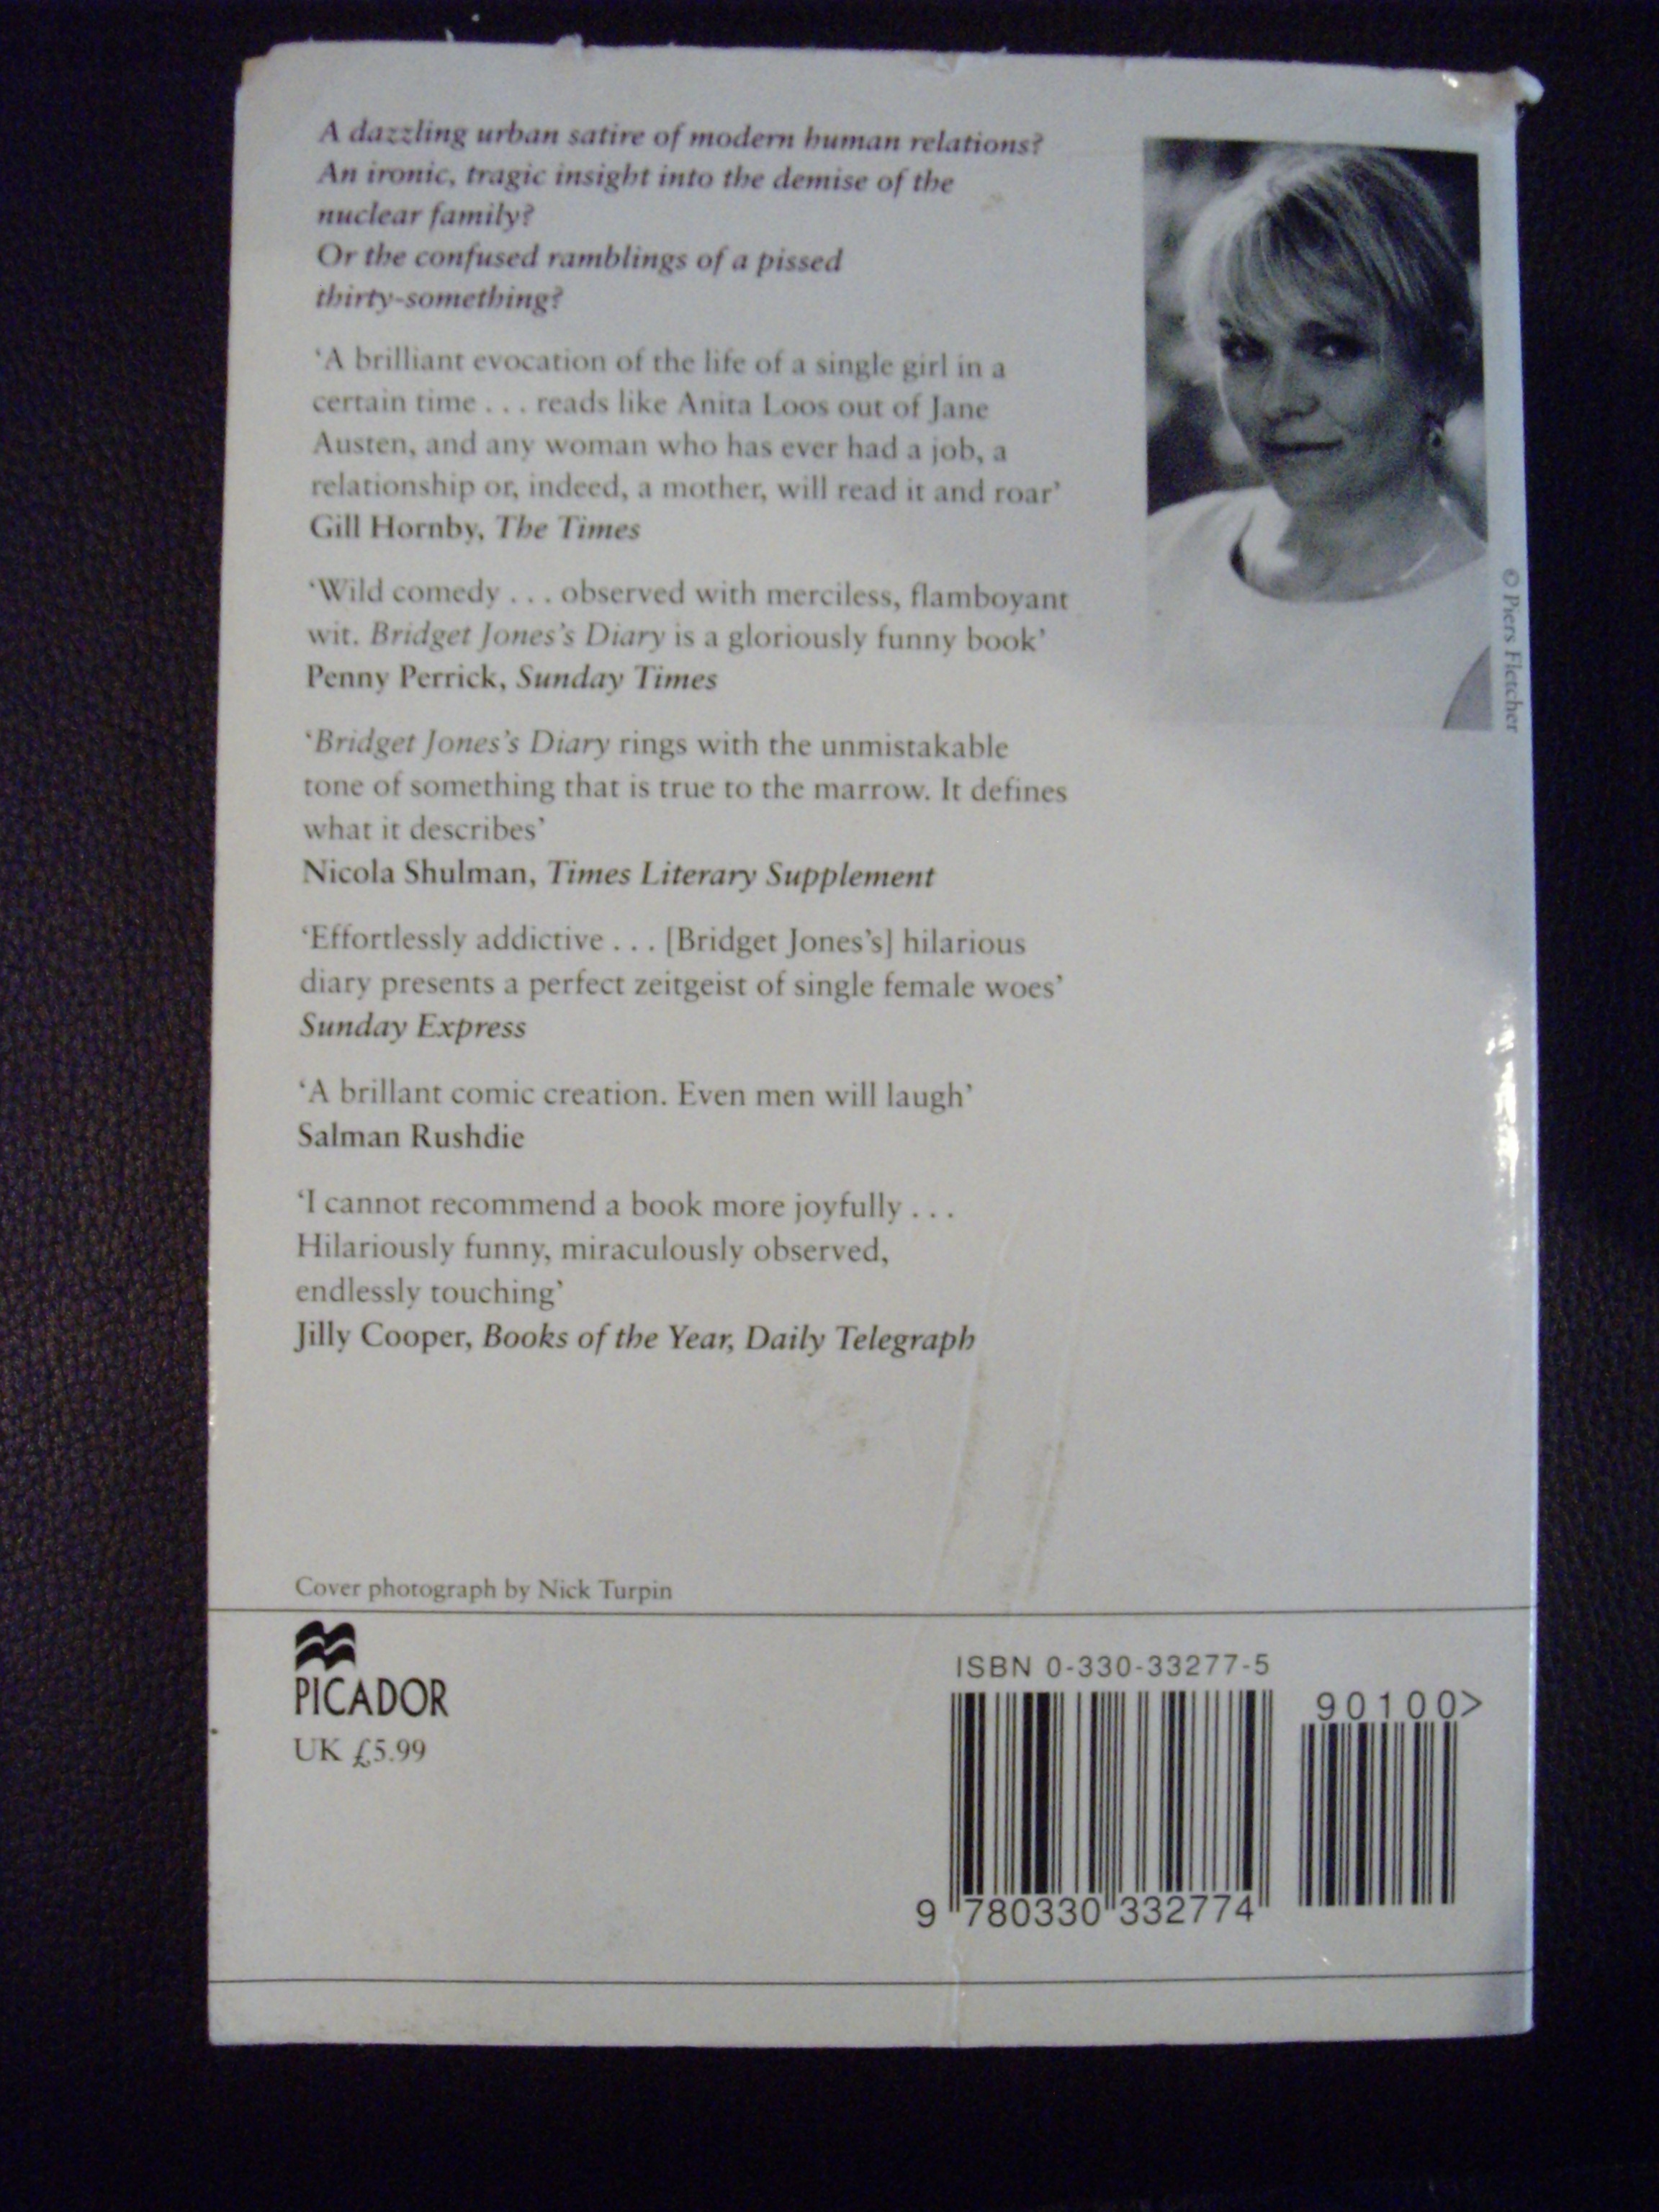 A dazzling urban satire of modern human relations?
An ironic, tragic insight into the demise of the
nuclear family?
Or the confused ramblings of a pissed
thirty-something?
‘A brilliant evocation of the life of a single girl in a
certain time . . . reads like Anita Loos out of Jane
Austen, and any woman who has ever had a job, a
relationship or, indeed, a mother, will read it and roar’
Gill Hornby, The Times
‘Wild comedy . . . observed with merciless, flamboyant
wit. Bridget Jones’s Diary is a gloriously funny book’
Penny Perrick, Sunday Times
‘Bridget Jones’s Diary rings with the unmistakable
tone of something that is true to the marrow. It defines
what it describes’
Nicola Shulman, Times Literary Supplement
‘Effortlessly addictive . . . [Bridget Jones’s] hilarious
diary presents a perfect zeitgeist of single female woes’
Sunday Express
‘A brillant comic creation. Even men will laugh’
Salman Rushdie
‘I cannot recommend a book more joyfully . . .
Hilariously funny, miraculously observed,
endlessly touching’
Jilly Cooper, Books of the Year, Daily Telegraph
© Piers Fletcher
Cover photograph by Nick Turpin
PICADOR
UK £5.99
ISBN 0-330-33277-5
90100>
9 780330 332774